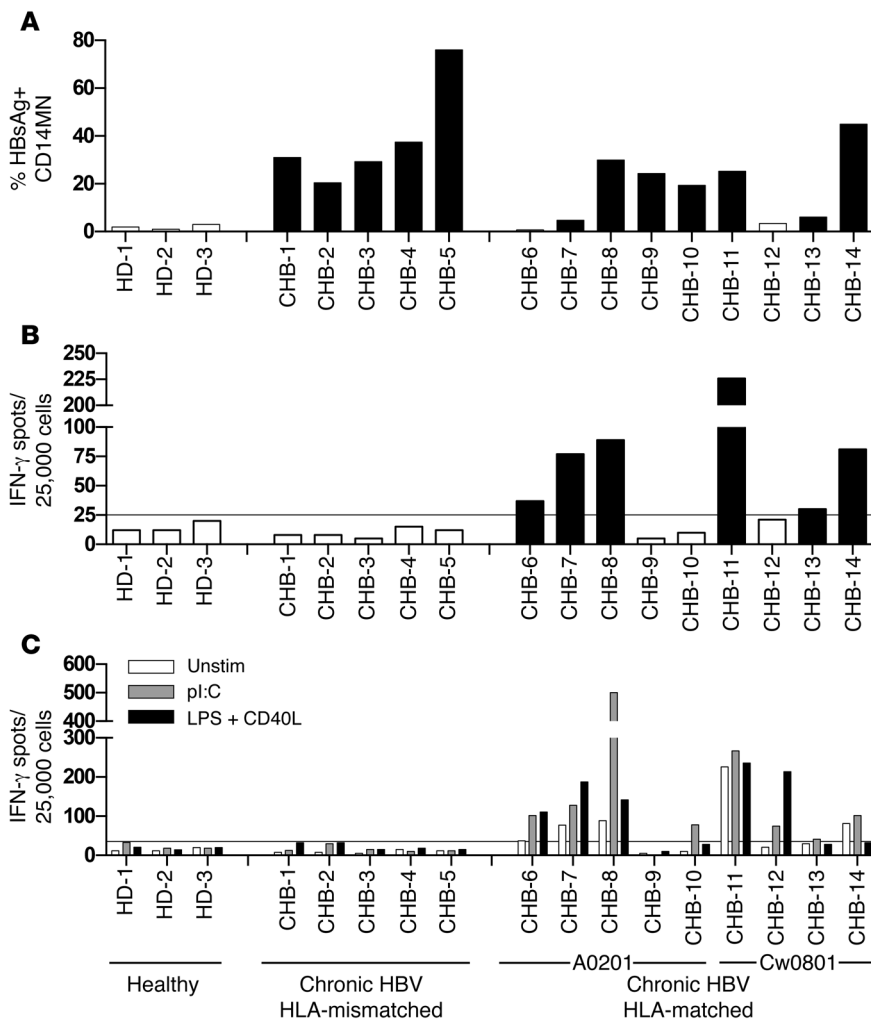 A
% HBsAg+
CD14MN
80
60
40
20
0
HD-1
HD-2
HD-3
CHB-1
CHB-2
CHB-3
CHB-4
CHB-5
CHB-6
CHB-7
CHB-8
CHB-9
CHB-10
CHB-11
CHB-12
CHB-13
CHB-14
B
IFN-γ spots/
25,000 cells
250
225
200
100
75
50
25
0
HD-1
HD-2
HD-3
CHB-1
CHB-2
CHB-3
CHB-4
CHB-5
CHB-6
CHB-7
CHB-8
CHB-9
CHB-10
CHB-11
CHB-12
CHB-13
CHB-14
C
IFN-γ spots/
25,000 cells
600
500
400
300
200
100
0
Unstim
pI:C
LPS + CD40L
HD-1
HD-2
HD-3
CHB-1
CHB-2
CHB-3
CHB-4
CHB-5
CHB-6
CHB-7
CHB-8
CHB-9
CHB-10
CHB-11
CHB-12
CHB-13
CHB-14
A0201
Cw0801
Healthy
Chronic HBV
HLA-mismatched
Chronic HBV
HLA-matched